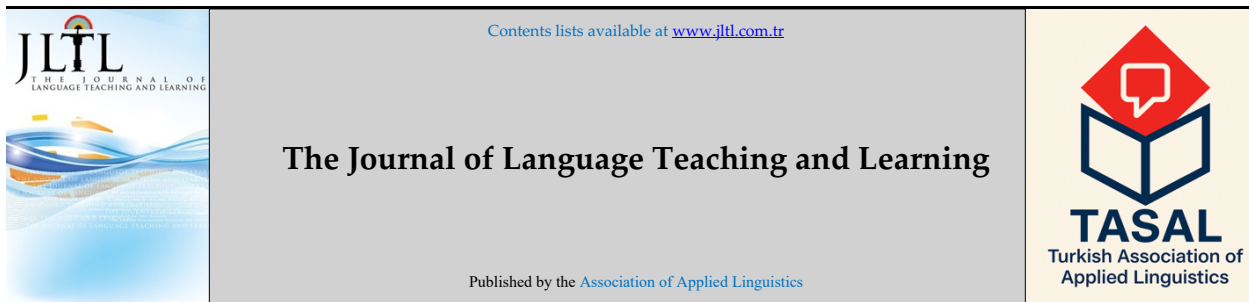 JLTL
THE JOURNAL OF
LANGUAGE TEACHING AND LEARNING
Contents lists available at www.jltl.com.tr
The Journal of Language Teaching and Learning
Published by the Association of Applied Linguistics
TASAL
Turkish Association of
Applied Linguistics